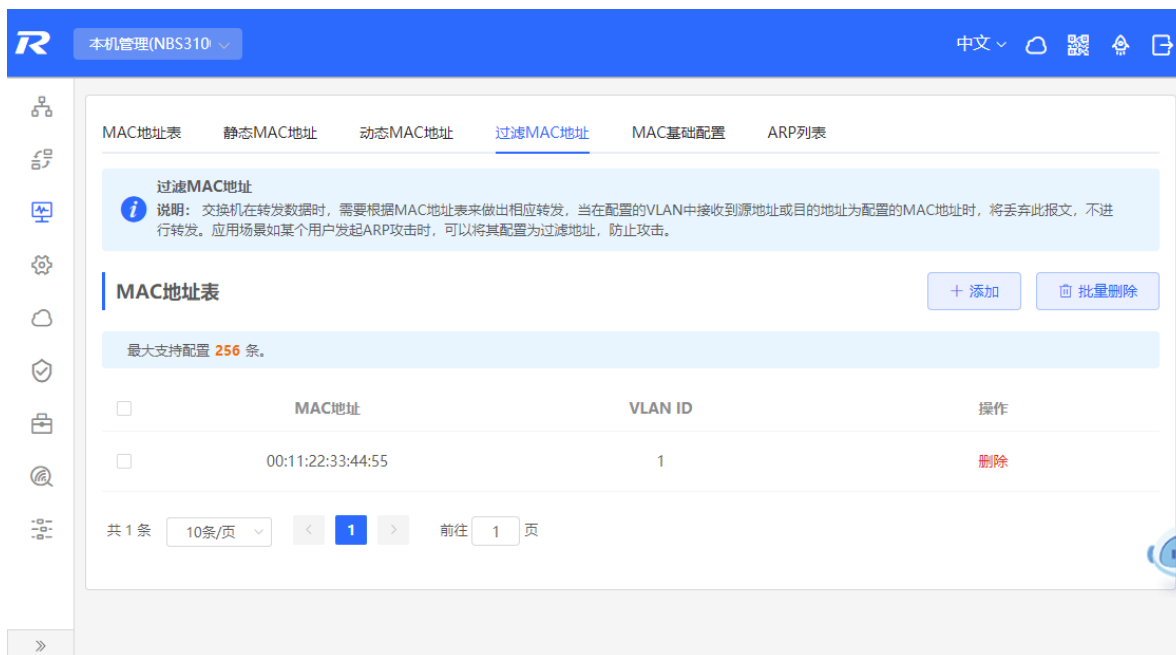 本机管理(NBS310
中文
MAC地址表 静态MAC地址 动态MAC地址 过滤MAC地址 MAC基础配置 ARP列表
过滤MAC地址
说明： 交换机在转发数据时，需要根据MAC地址表来做出相应转发，当在配置的VLAN中接收到源地址或目的地址为配置的MAC地址时，将丢弃此报文，不进
行转发。应用场景如某个用户发起ARP攻击时，可以将其配置为过滤地址，防止攻击。
MAC地址表 + 添加 批量删除
最大支持配置 256 条。
MAC地址 VLAN ID 操作
00:11:22:33:44:55 1 删除
共 1 条 10条/页 < 1 > 前往 1 页